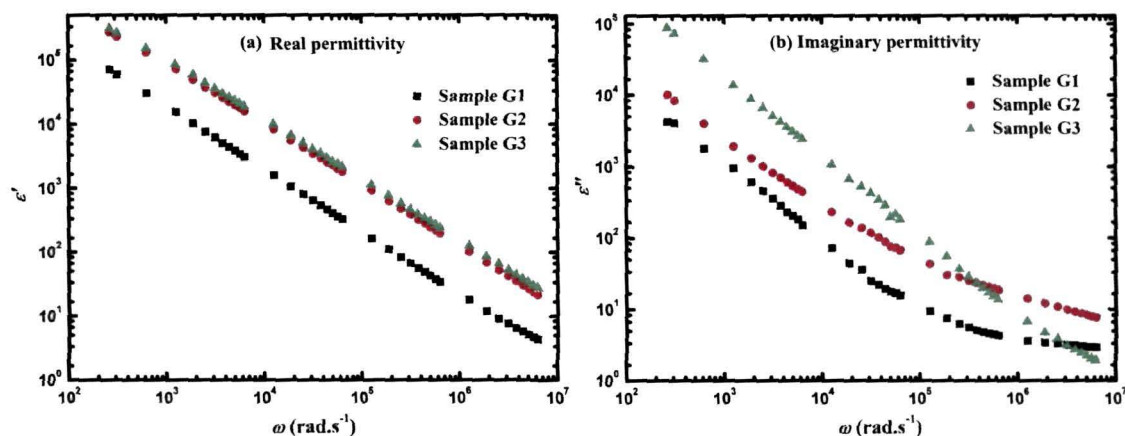 (a) Real permittivity
Sample G1
Sample G2
Sample G3
10⁵
10⁴
10³
10²
10¹
10⁰
ε′
10² 10³ 10⁴ 10⁵ 10⁶ 10⁷
ω (rad.s⁻¹)
(b) Imaginary permittivity
Sample G1
Sample G2
Sample G3
10⁵
10⁴
10³
10²
10¹
10⁰
ε″
10² 10³ 10⁴ 10⁵ 10⁶ 10⁷
ω (rad.s⁻¹)